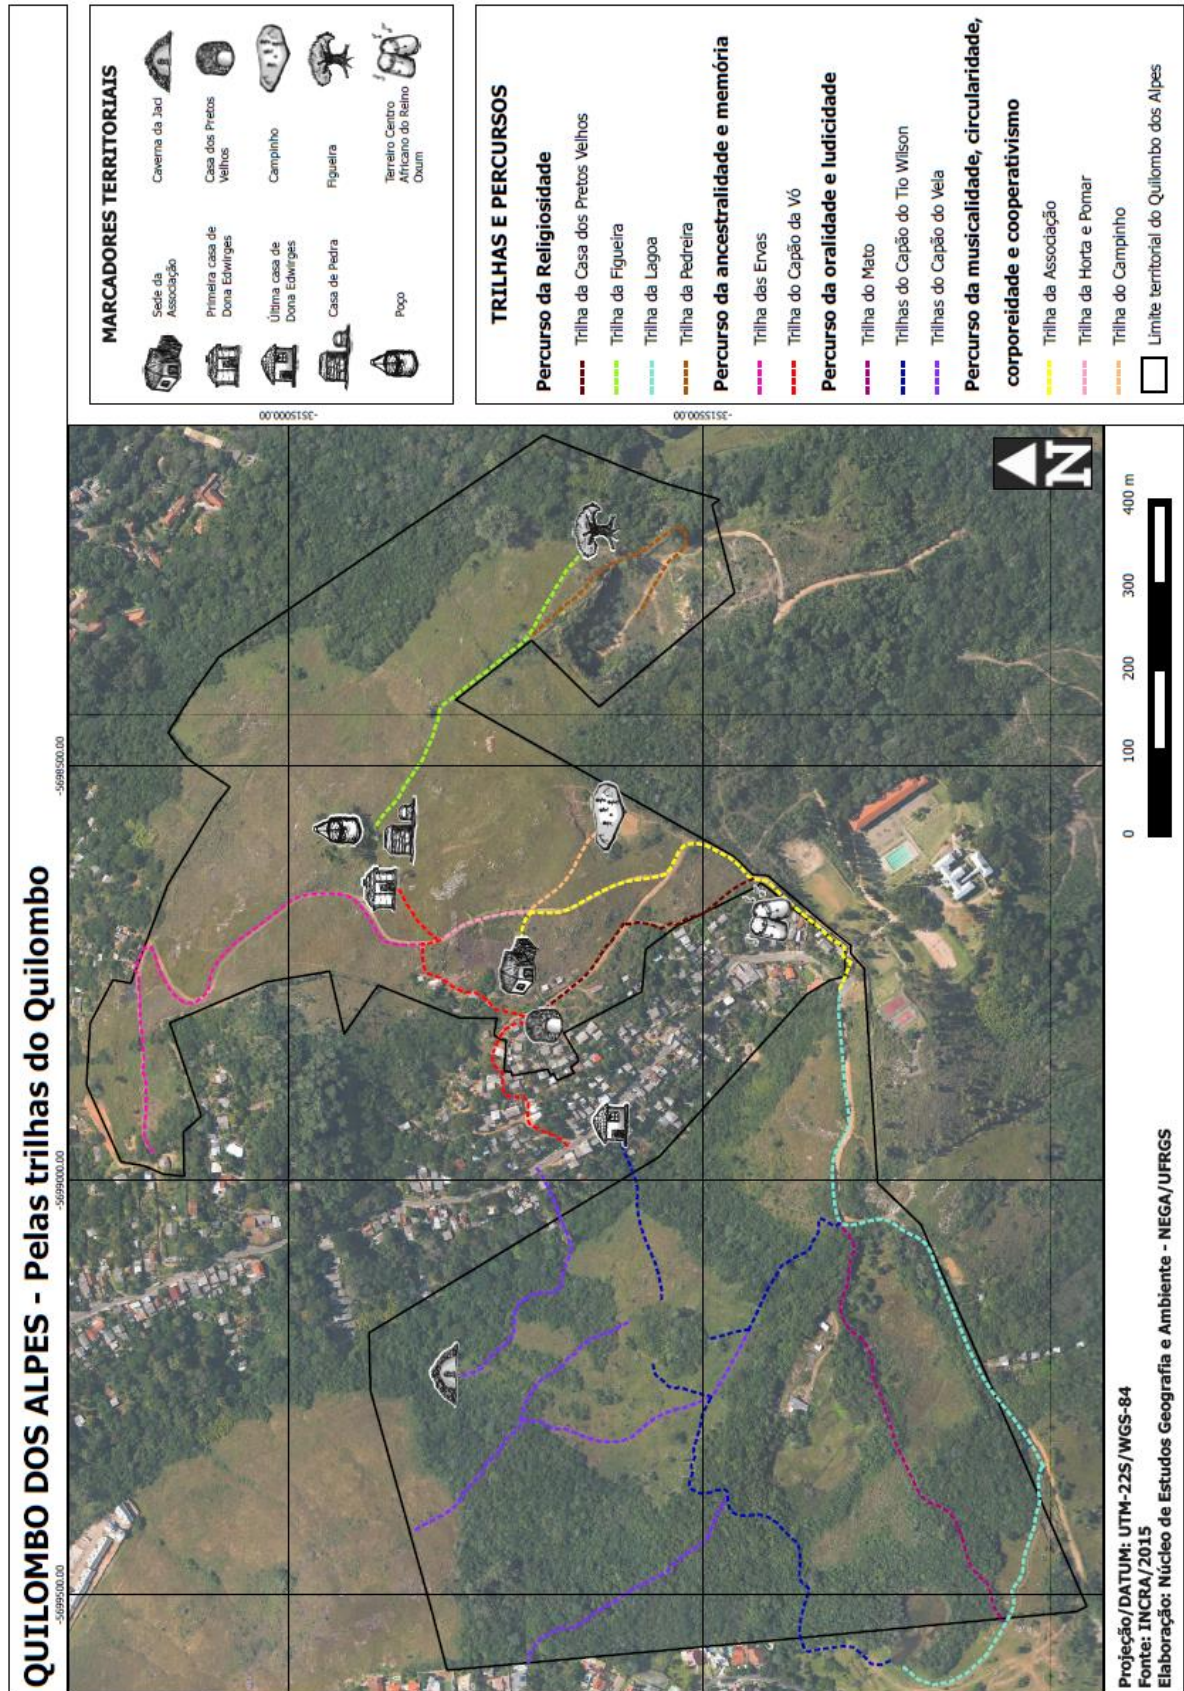 QUILOMBO DOS ALPES - Pelas trilhas do Quilombo
-5699500.00
-5699000.00
-5698500.00
-3515000.00
-3515500.00
MARCADORES TERRITORIAIS
Sede da
Associação
Primeira casa de
Dona Edwirges
Última casa de
Dona Edwirges
Casa de Pedra
Poço
Caverna da Jaci
Casa dos Pretos
Velhos
Campinho
Figueira
Terreiro Centro
Africano do Reino
Oxum
TRILHAS E PERCURSOS
Percurso da Religiosidade
Trilha da Casa dos Pretos Velhos
Trilha da Figueira
Trilha da Lagoa
Trilha da Pedreira
Percurso da ancestralidade e memória
Trilha das Ervas
Trilha do Capão da Vó
Percurso da oralidade e ludicidade
Trilha do Mato
Trilhas do Capão do Tio Wilson
Trilhas do Capão do Vela
Percurso da musicalidade, circularidade,
corporeidade e cooperativismo
Trilha da Associação
Trilha da Horta e Pomar
Trilha do Campinho
Limite territorial do Quilombo dos Alpes
N
0 100 200 300 400 m
Projeção/DATUM: UTM-22S/WGS-84
Fonte: INCRA/2015
Elaboração: Núcleo de Estudos Geografia e Ambiente - NEGA/UFRGS